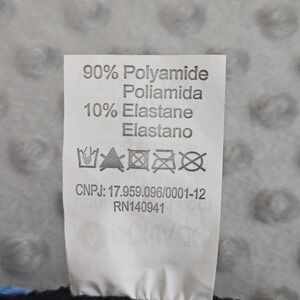 90% Polyamide
Poliamida
10% Elastane
Elastano
CNPJ: 17.959.096/0001-12
RN140941